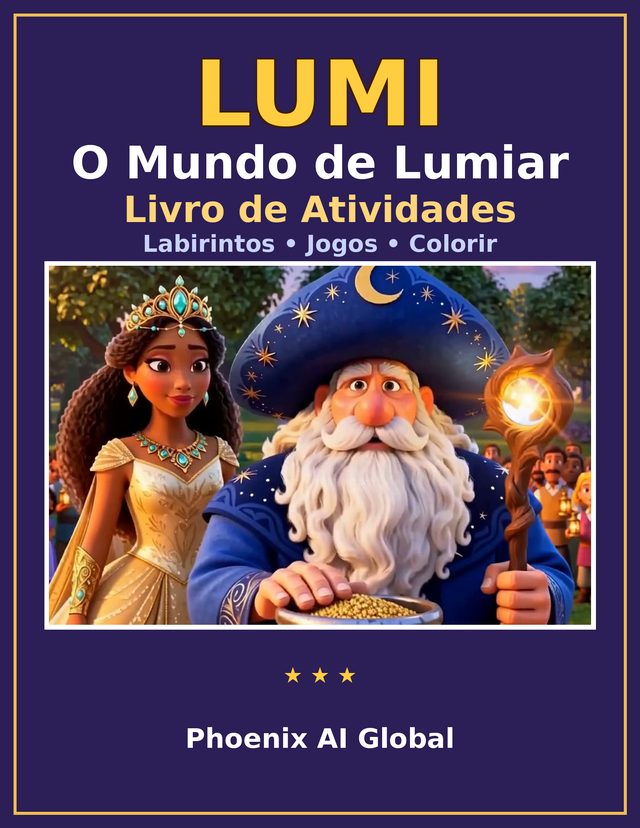 LUMI
O Mundo de Lumiar
Livro de Atividades
Labirintos • Jogos • Colorir
★ ★ ★
Phoenix AI Global